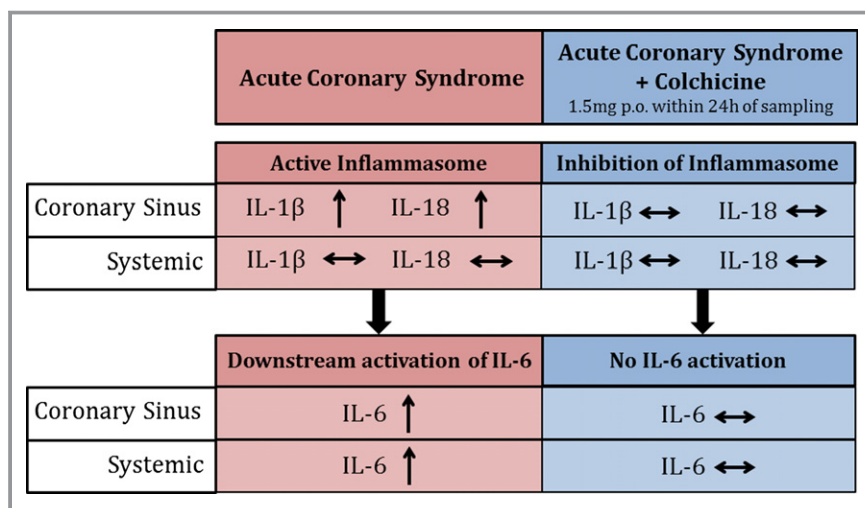 Acute Coronary Syndrome
Acute Coronary Syndrome
+ Colchicine
1.5mg p.o. within 24h of sampling
Active Inflammasome
Inhibition of Inflammasome
Coronary Sinus IL-1β ↑ IL-18 ↑ IL-1β ↔ IL-18 ↔
Systemic IL-1β ↔ IL-18 ↔ IL-1β ↔ IL-18 ↔
Downstream activation of IL-6
No IL-6 activation
Coronary Sinus IL-6 ↑ IL-6 ↔
Systemic IL-6 ↑ IL-6 ↔